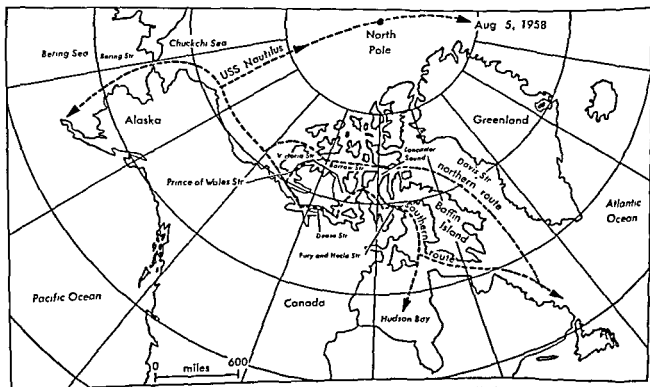 Aug 5, 1958
North
Pole
Bering Sea
Bering Str
Chuckchi Sea
USS Nautilus
Alaska
Greenland
Lancaster
Sound
Barrow Str
Davis Str
northern route
Prince of Wales Str
Baffin
Island
Atlantic
Ocean
southern
route
Dease Str
Fury and Hecla Str
Pacific Ocean
Canada
Hudson Bay
0 miles 600